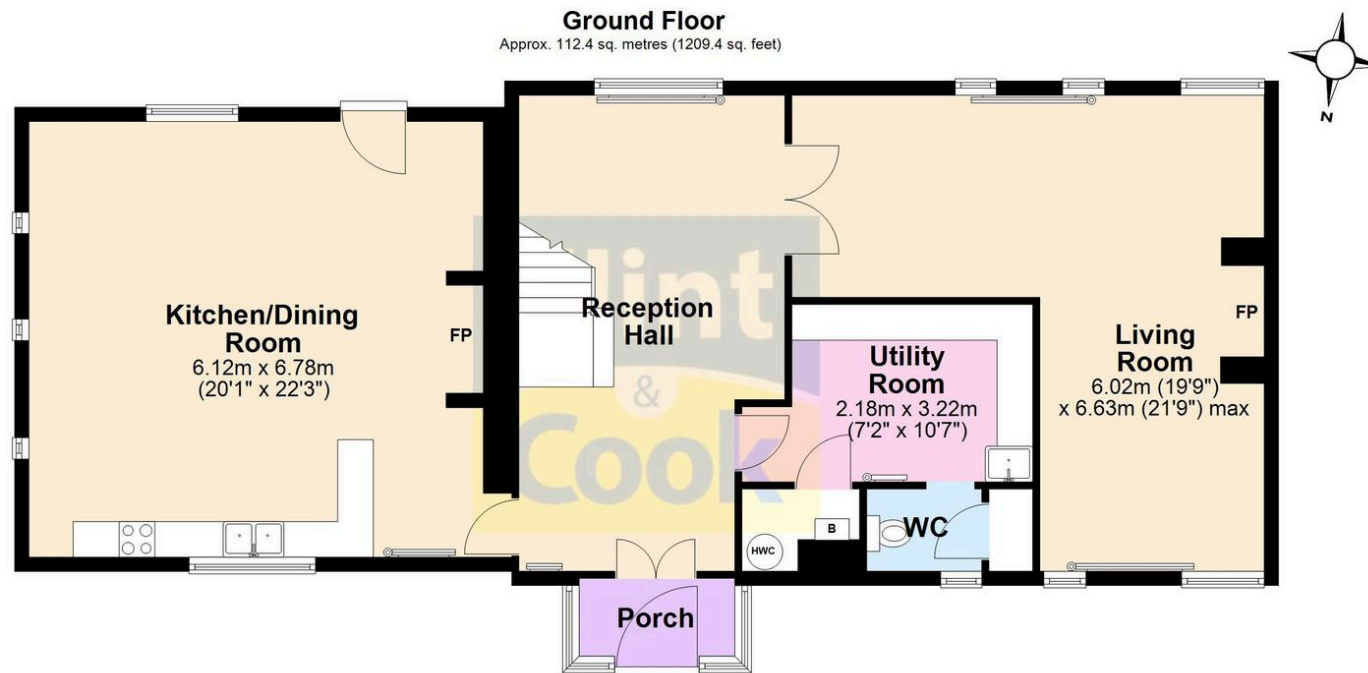 Ground Floor
Approx. 112.4 sq. metres (1209.4 sq. feet)
N
Kitchen/Dining
Room
6.12m x 6.78m
(20'1" x 22'3")
FP
Reception
Hall
Utility
Room
2.18m x 3.22m
(7'2" x 10'7")
Living
Room
6.02m (19'9")
x 6.63m (21'9") max
FP
WC
B
HWC
Porch
Flint
&
Cook